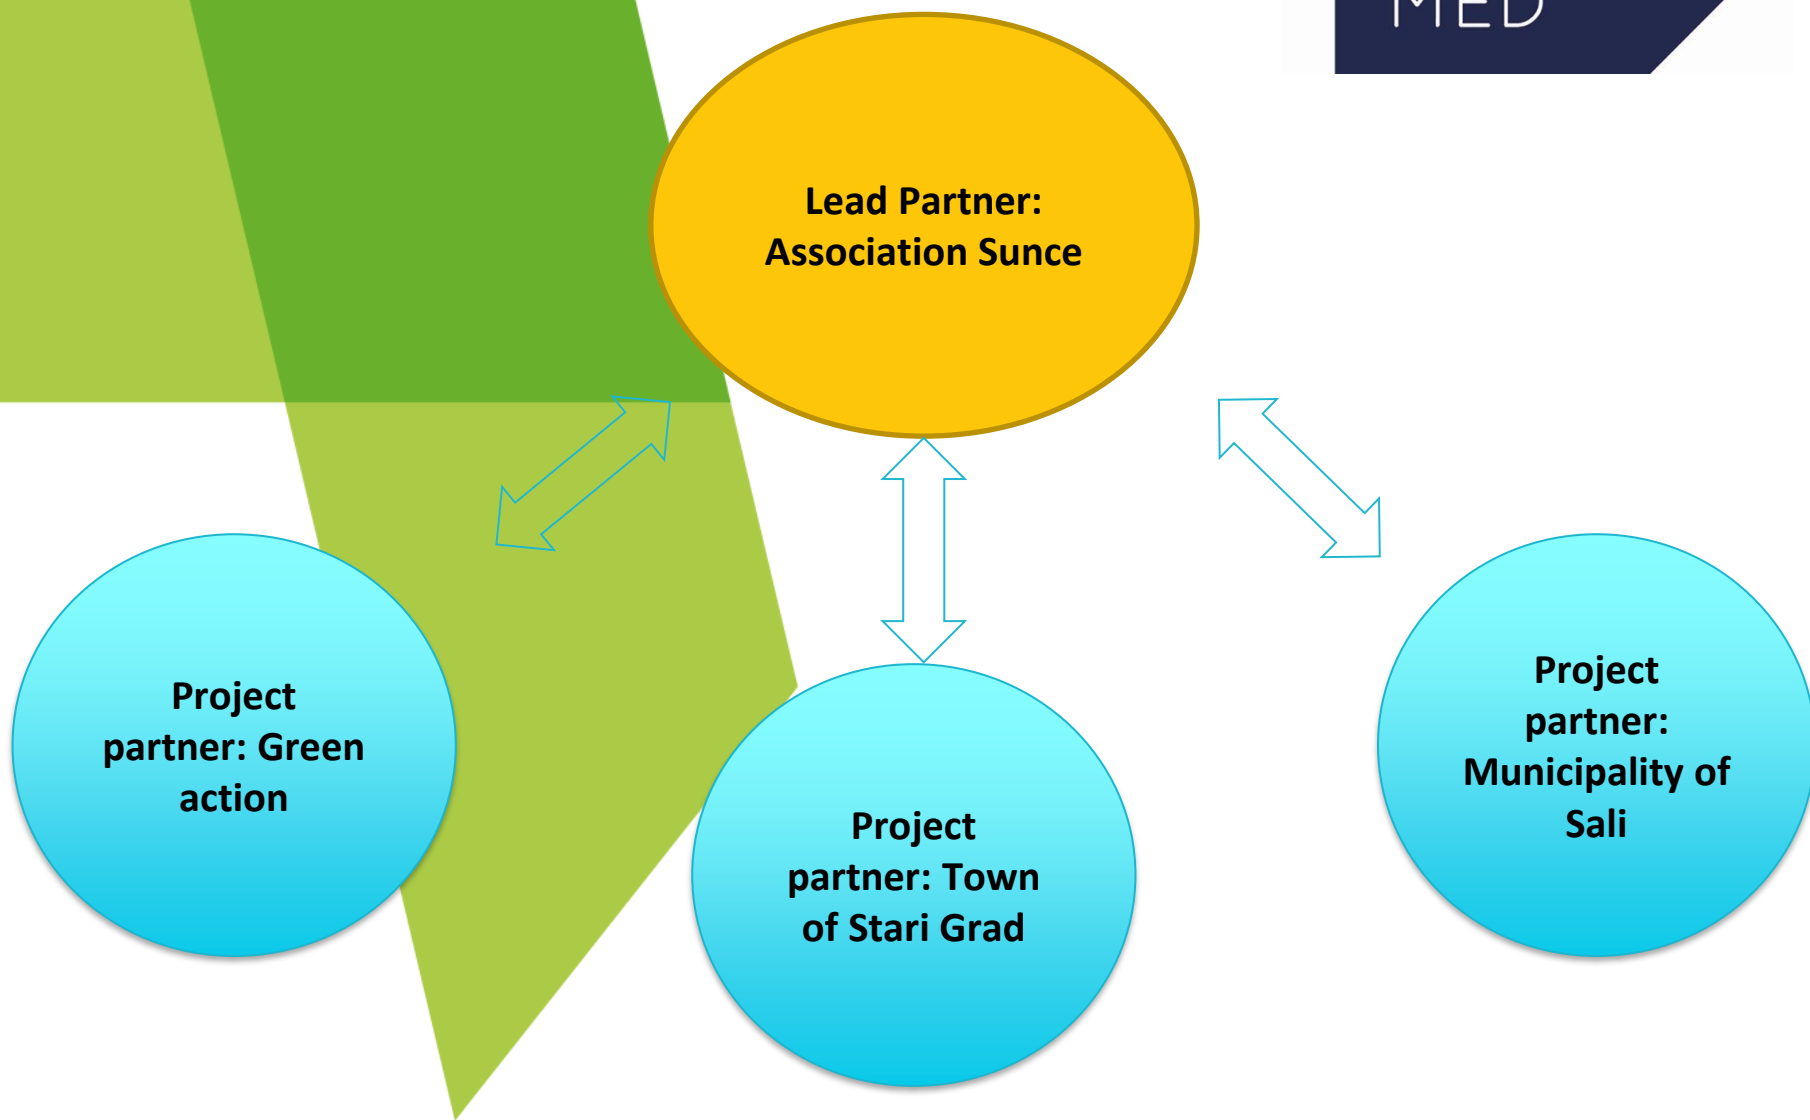 MED
Lead Partner:
Association Sunce
Project
partner: Green
action
Project
partner: Town
of Stari Grad
Project
partner:
Municipality of
Sali